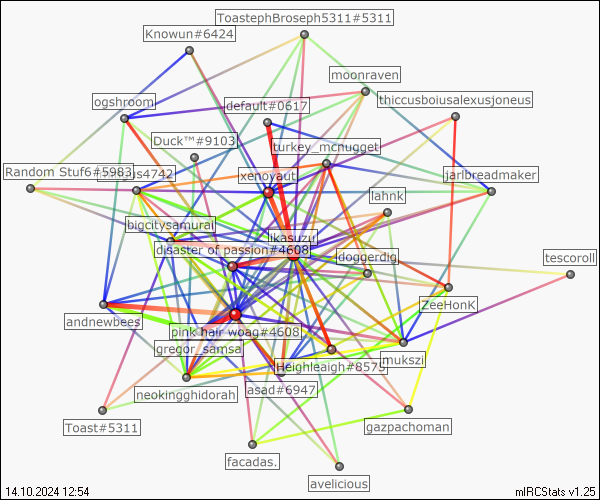 ToastephBroseph5311#5311
Knowun#6424
moonraven
thiccusboiusalexusjoneus
ogshroom
default#0617
Duck™#9103
turkey_mcnugget
Random Stuf6#5983
js4742
xenoyaut
jarlbreadmaker
lahnk
bigcitysamurai
likasuzu
disaster of passion#4608
doggerdig
tescoroll
ZeeHonK
andnewbees
pink hair woag#4608
gregor_samsa
mukszi
Heighleaigh#8575
neokingghidorah
asad#6947
Toast#5311
gazpachoman
facadas.
avelicious
14.10.2024 12:54
mIRCStats v1.25